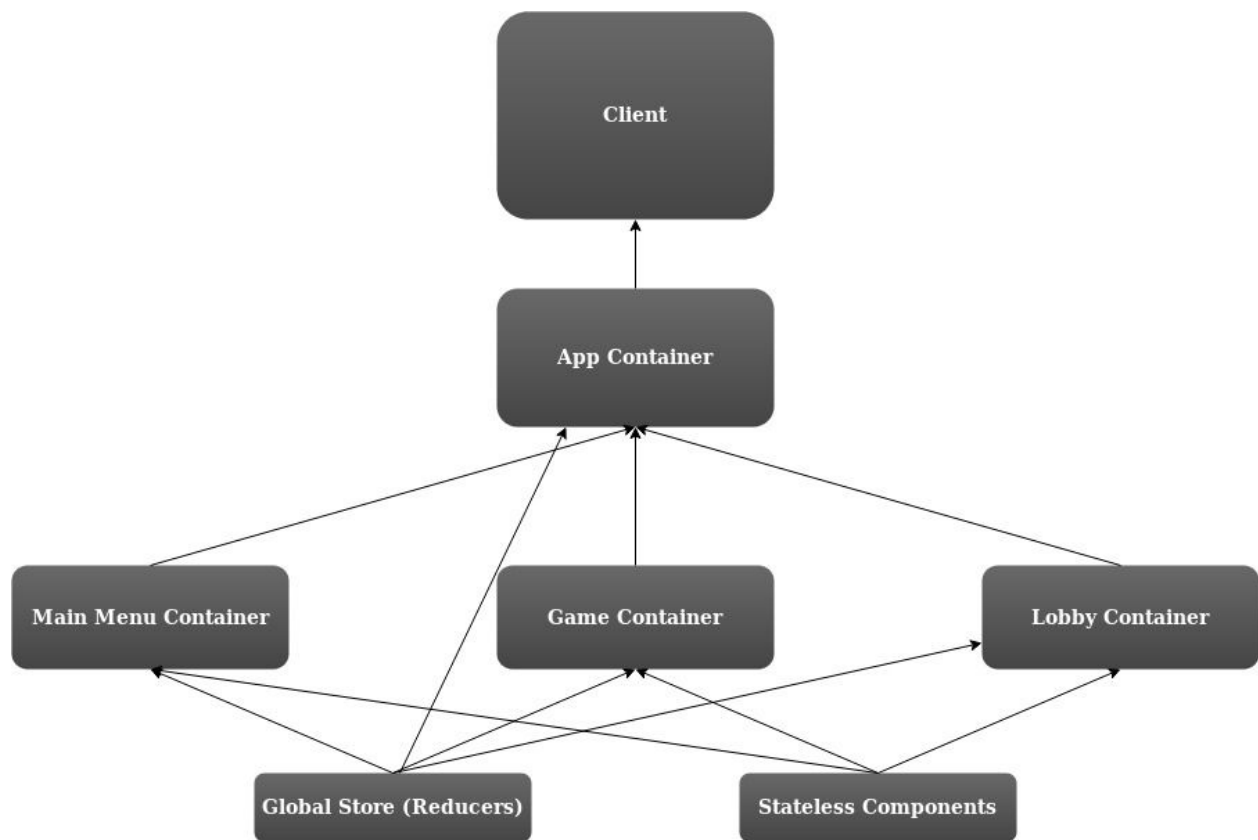 Client
App Container
Main Menu Container
Game Container
Lobby Container
Global Store (Reducers)
Stateless Components